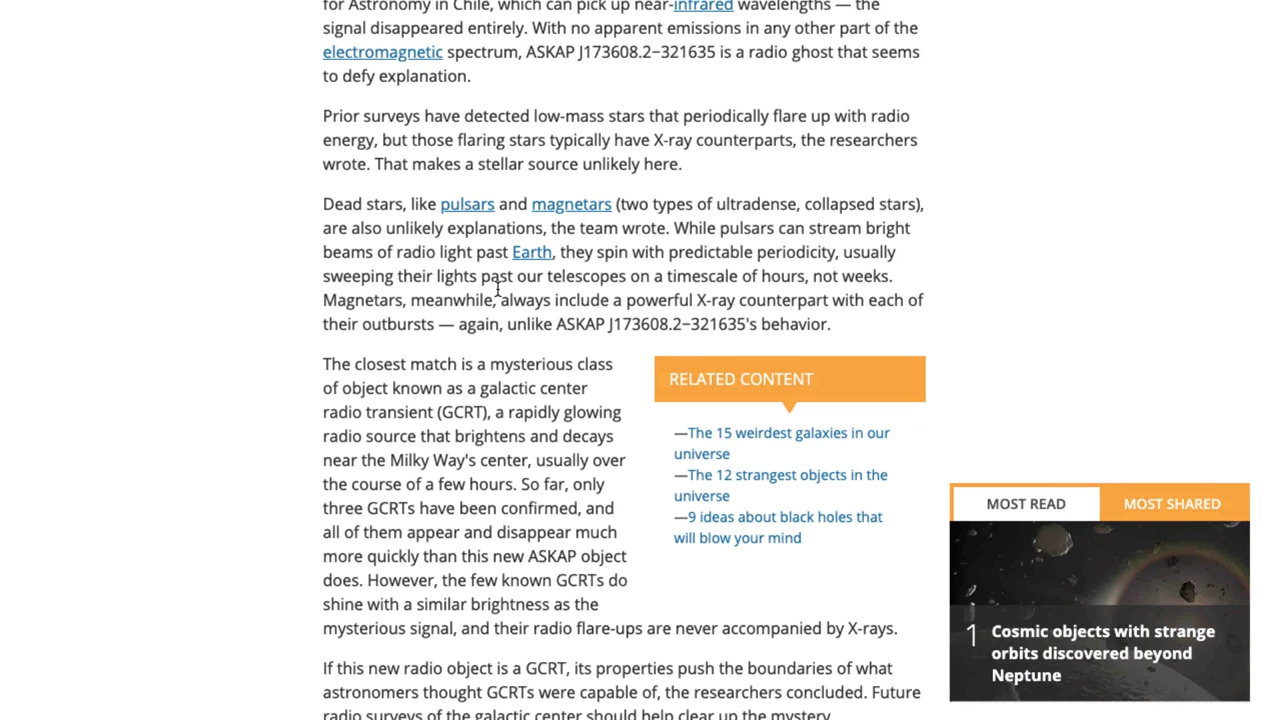 for Astronomy in Chile, which can pick up near-infrared wavelengths — the
signal disappeared entirely. With no apparent emissions in any other part of the
electromagnetic spectrum, ASKAP J173608.2−321635 is a radio ghost that seems
to defy explanation.
Prior surveys have detected low-mass stars that periodically flare up with radio
energy, but those flaring stars typically have X-ray counterparts, the researchers
wrote. That makes a stellar source unlikely here.
Dead stars, like pulsars and magnetars (two types of ultradense, collapsed stars),
are also unlikely explanations, the team wrote. While pulsars can stream bright
beams of radio light past Earth, they spin with predictable periodicity, usually
sweeping their lights past our telescopes on a timescale of hours, not weeks.
Magnetars, meanwhile, always include a powerful X-ray counterpart with each of
their outbursts — again, unlike ASKAP J173608.2−321635's behavior.
The closest match is a mysterious class
of object known as a galactic center
radio transient (GCRT), a rapidly glowing
radio source that brightens and decays
near the Milky Way's center, usually over
the course of a few hours. So far, only
three GCRTs have been confirmed, and
all of them appear and disappear much
more quickly than this new ASKAP object
does. However, the few known GCRTs do
shine with a similar brightness as the
mysterious signal, and their radio flare-ups are never accompanied by X-rays.
If this new radio object is a GCRT, its properties push the boundaries of what
astronomers thought GCRTs were capable of, the researchers concluded. Future
radio surveys of the galactic center should help clear up the mystery.
RELATED CONTENT
—The 15 weirdest galaxies in our
universe
—The 12 strangest objects in the
universe
—9 ideas about black holes that
will blow your mind
MOST READ
MOST SHARED
1
Cosmic objects with strange
orbits discovered beyond
Neptune